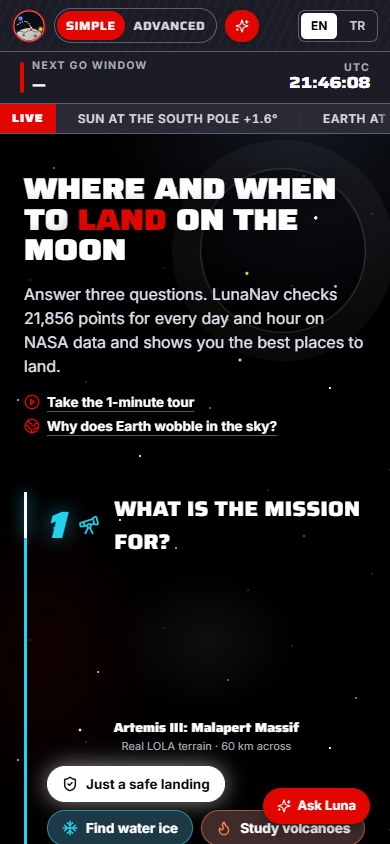 SIMPLE ADVANCED EN TR
NEXT GO WINDOW UTC
— 21:46:08
LIVE SUN AT THE SOUTH POLE +1.6° EARTH AT
WHERE AND WHEN
TO LAND ON THE
MOON
Answer three questions. LunaNav checks
21,856 points for every day and hour on
NASA data and shows you the best places to
land.
Take the 1-minute tour
Why does Earth wobble in the sky?
1 WHAT IS THE MISSION
FOR?
Artemis III: Malapert Massif
Real LOLA terrain · 60 km across
Just a safe landing
Ask Luna
Find water ice Study volcanoes